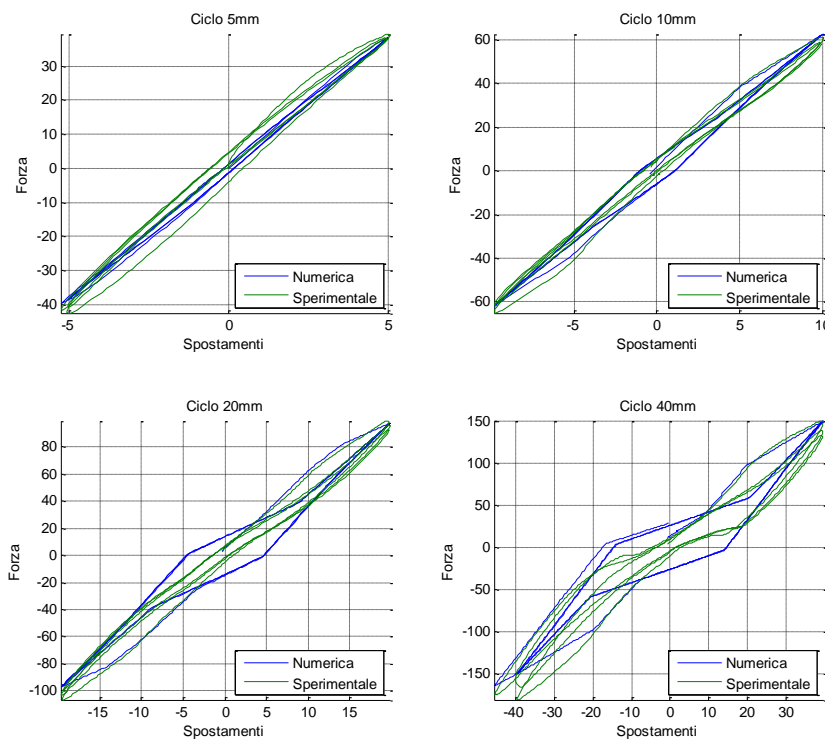 Ciclo 5mm
30
20
10
0
-10
-20
-30
-40
-5
0
5
Forza
Spostamenti
Numerica
Sperimentale
Ciclo 10mm
60
40
20
0
-20
-40
-60
-5
0
5
10
Forza
Spostamenti
Numerica
Sperimentale
Ciclo 20mm
80
60
40
20
0
-20
-40
-60
-80
-100
-15
-10
-5
0
5
10
15
Forza
Spostamenti
Numerica
Sperimentale
Ciclo 40mm
150
100
50
0
-50
-100
-150
-40
-30
-20
-10
0
10
20
30
Forza
Spostamenti
Numerica
Sperimentale